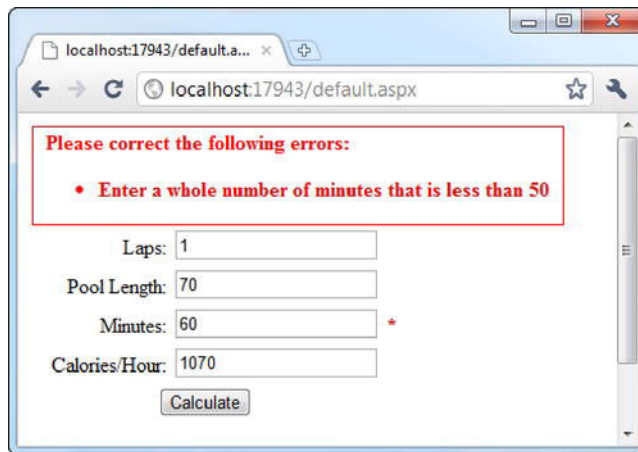 localhost:17943/default.a...
localhost:17943/default.aspx
Please correct the following errors:
• Enter a whole number of minutes that is less than 50
Laps: 1
Pool Length: 70
Minutes: 60 *
Calories/Hour: 1070
Calculate